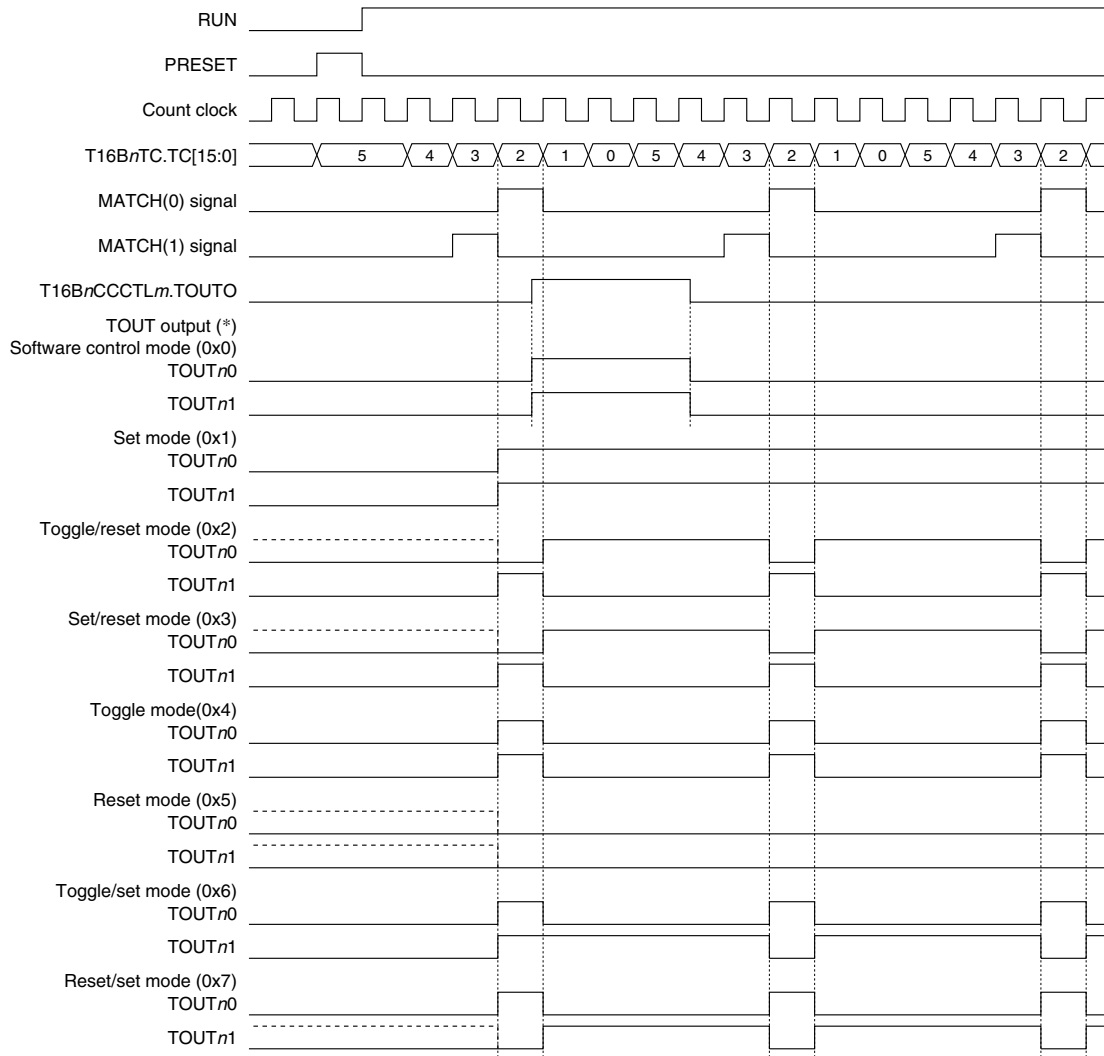 RUN
PRESET
Count clock
T16BnTC.TC[15:0] 5 4 3 2 1 0 5 4 3 2 1 0 5 4 3 2
MATCH(0) signal
MATCH(1) signal
T16BnCCCTLm.TOUTO
TOUT output (*)
Software control mode (0x0)
TOUTn0
TOUTn1
Set mode (0x1)
TOUTn0
TOUTn1
Toggle/reset mode (0x2)
TOUTn0
TOUTn1
Set/reset mode (0x3)
TOUTn0
TOUTn1
Toggle mode(0x4)
TOUTn0
TOUTn1
Reset mode (0x5)
TOUTn0
TOUTn1
Toggle/set mode (0x6)
TOUTn0
TOUTn1
Reset/set mode (0x7)
TOUTn0
TOUTn1